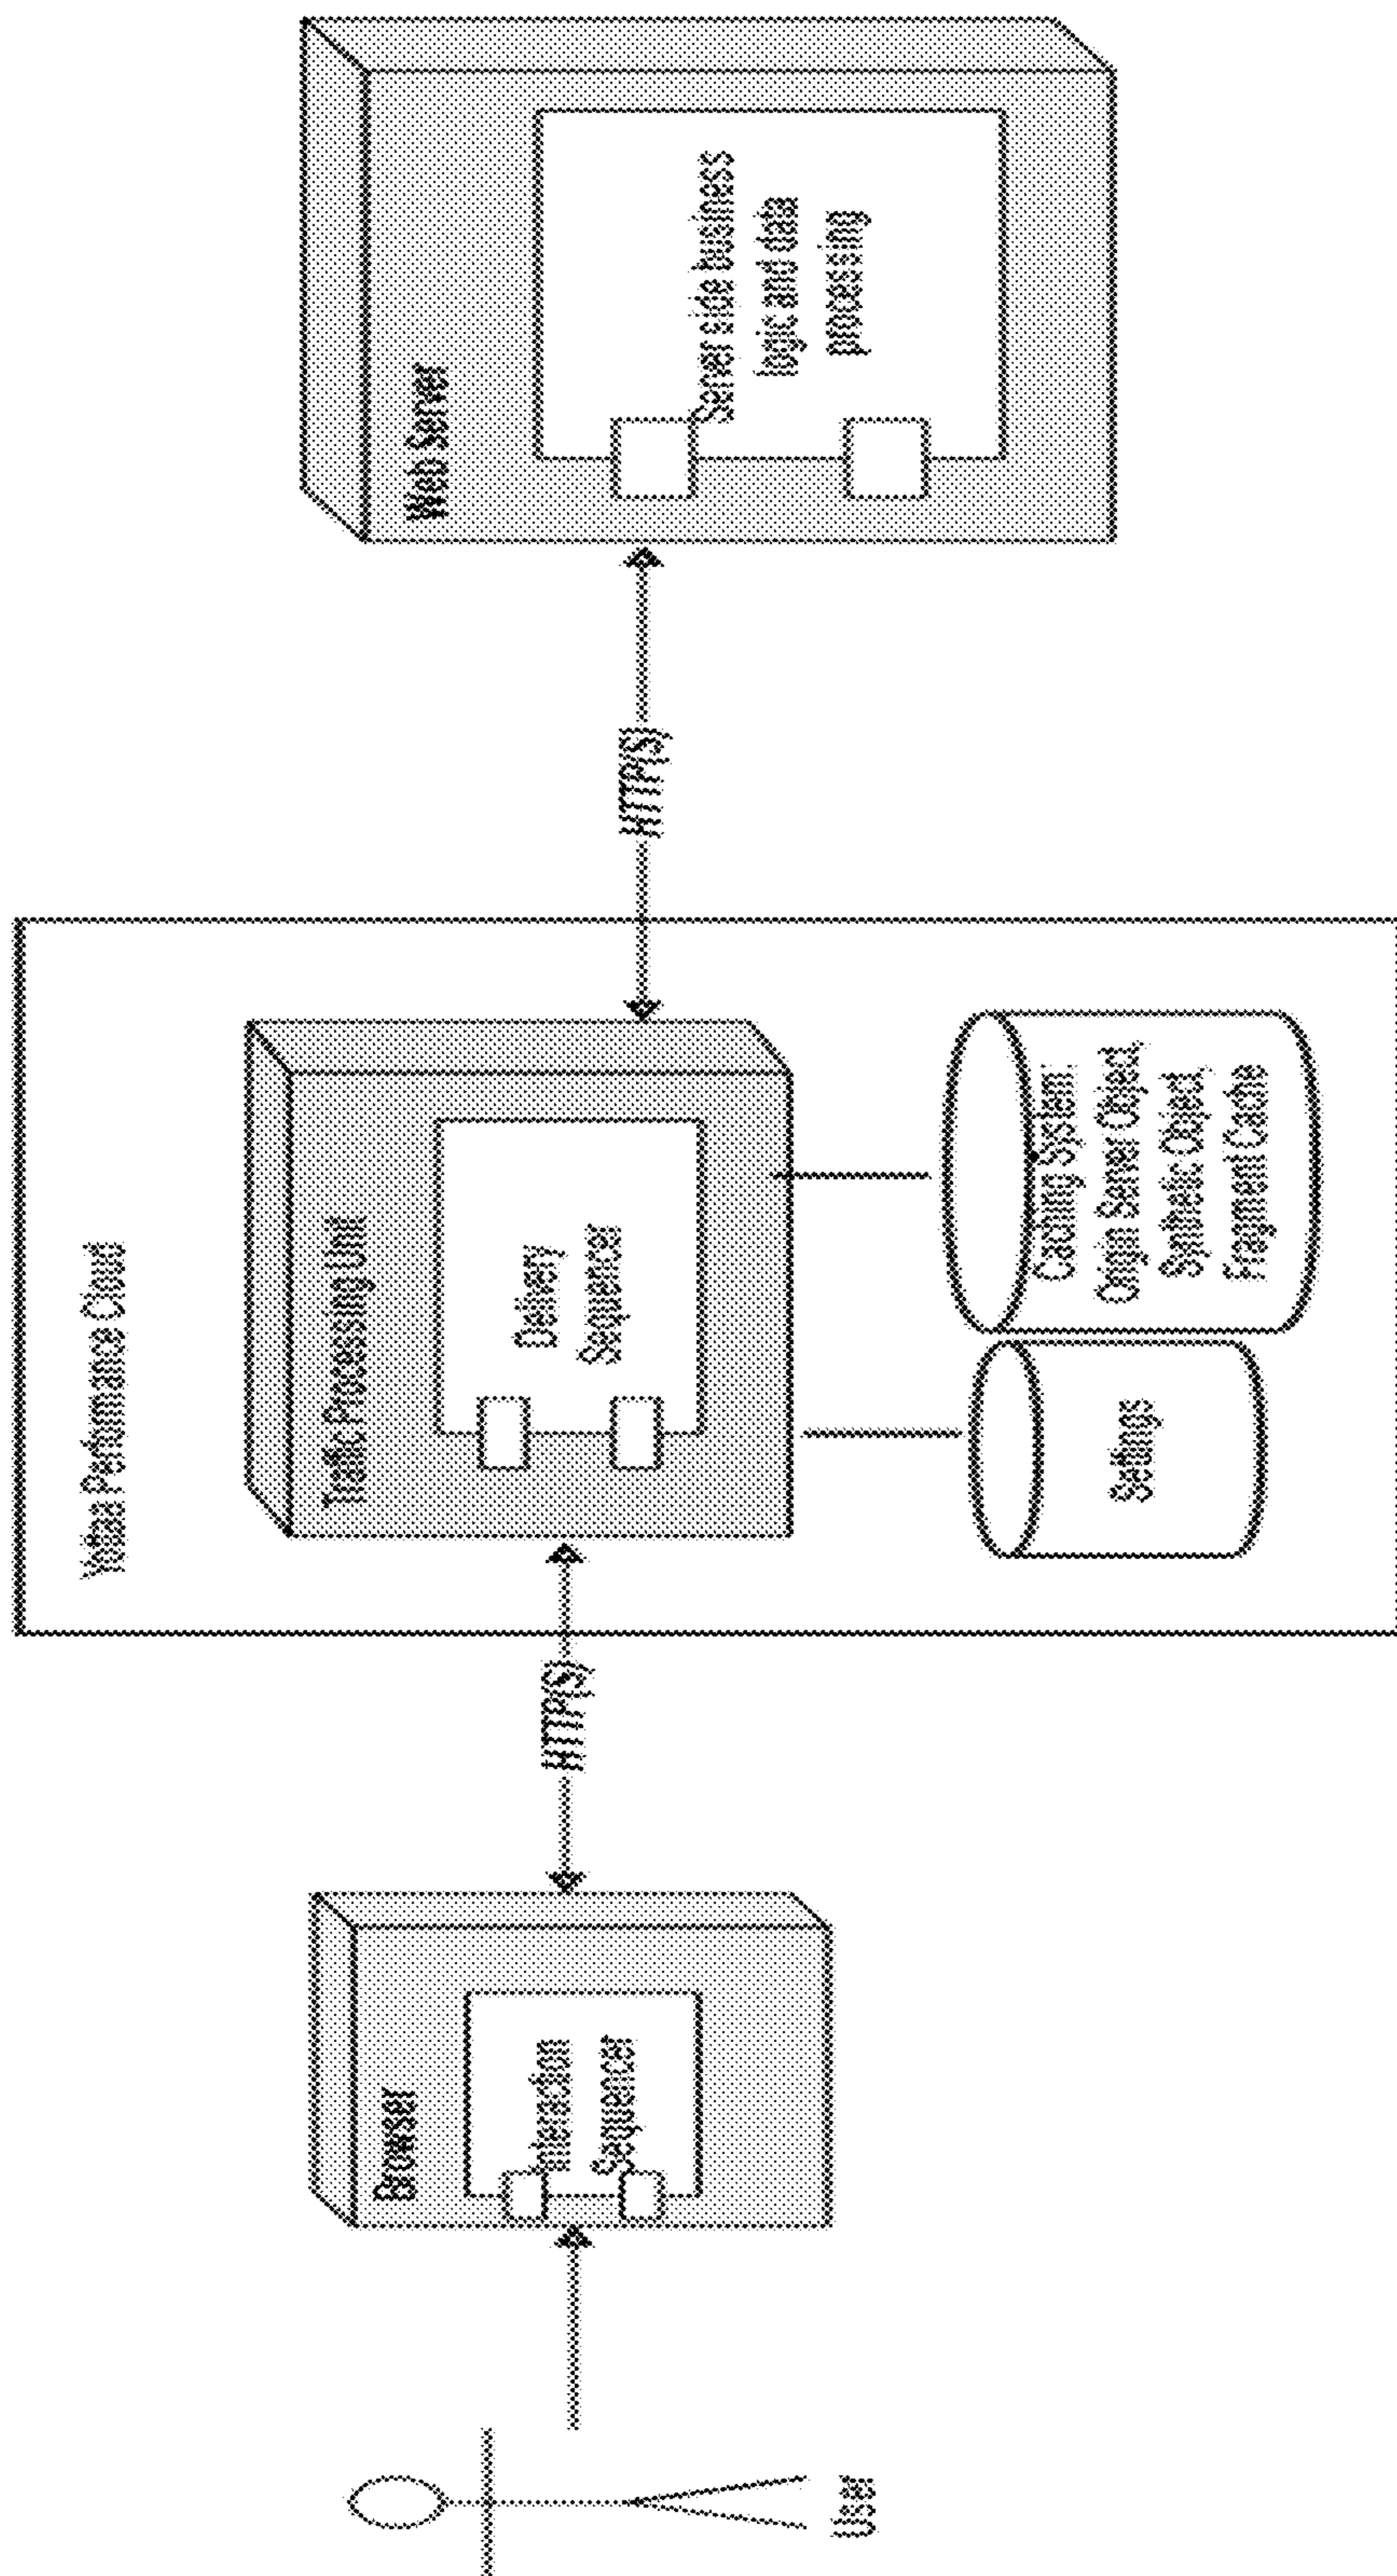 Yottaa Performance Cloud
User
Browser
Interaction
Sequencer
HTTP(S)
Traffic Processing Unit
Delivery
Sequencer
Settings
Caching System:
Origin Server Object,
Synthetic Object,
Fragment Cache
HTTP(S)
Web Server
Server side business
logic and data
processing